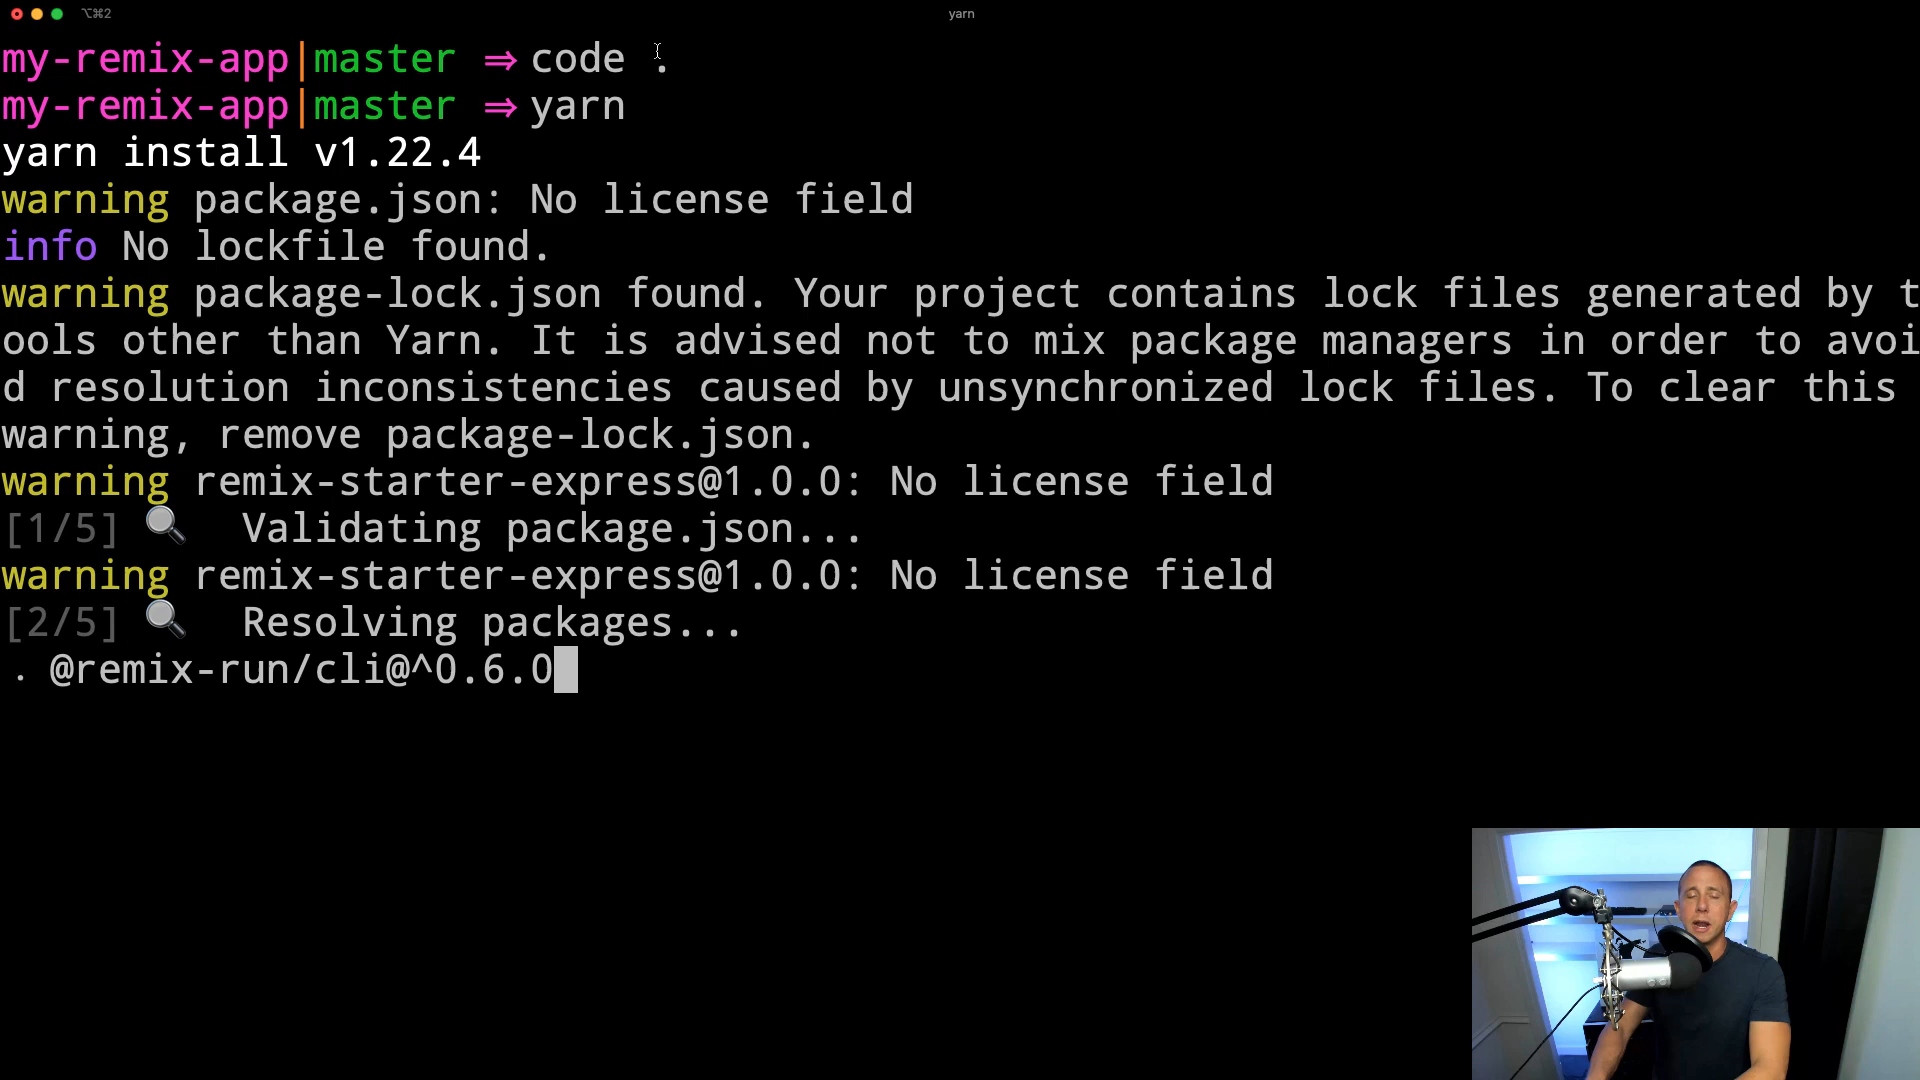 ⌥⌘2
yarn
my-remix-app|master ⇒ code .
my-remix-app|master ⇒ yarn
yarn install v1.22.4
warning package.json: No license field
info No lockfile found.
warning package-lock.json found. Your project contains lock files generated by t
ools other than Yarn. It is advised not to mix package managers in order to avoi
d resolution inconsistencies caused by unsynchronized lock files. To clear this
warning, remove package-lock.json.
warning remix-starter-express@1.0.0: No license field
[1/5] 🔍 Validating package.json...
warning remix-starter-express@1.0.0: No license field
[2/5] 🔍 Resolving packages...
. @remix-run/cli@^0.6.0